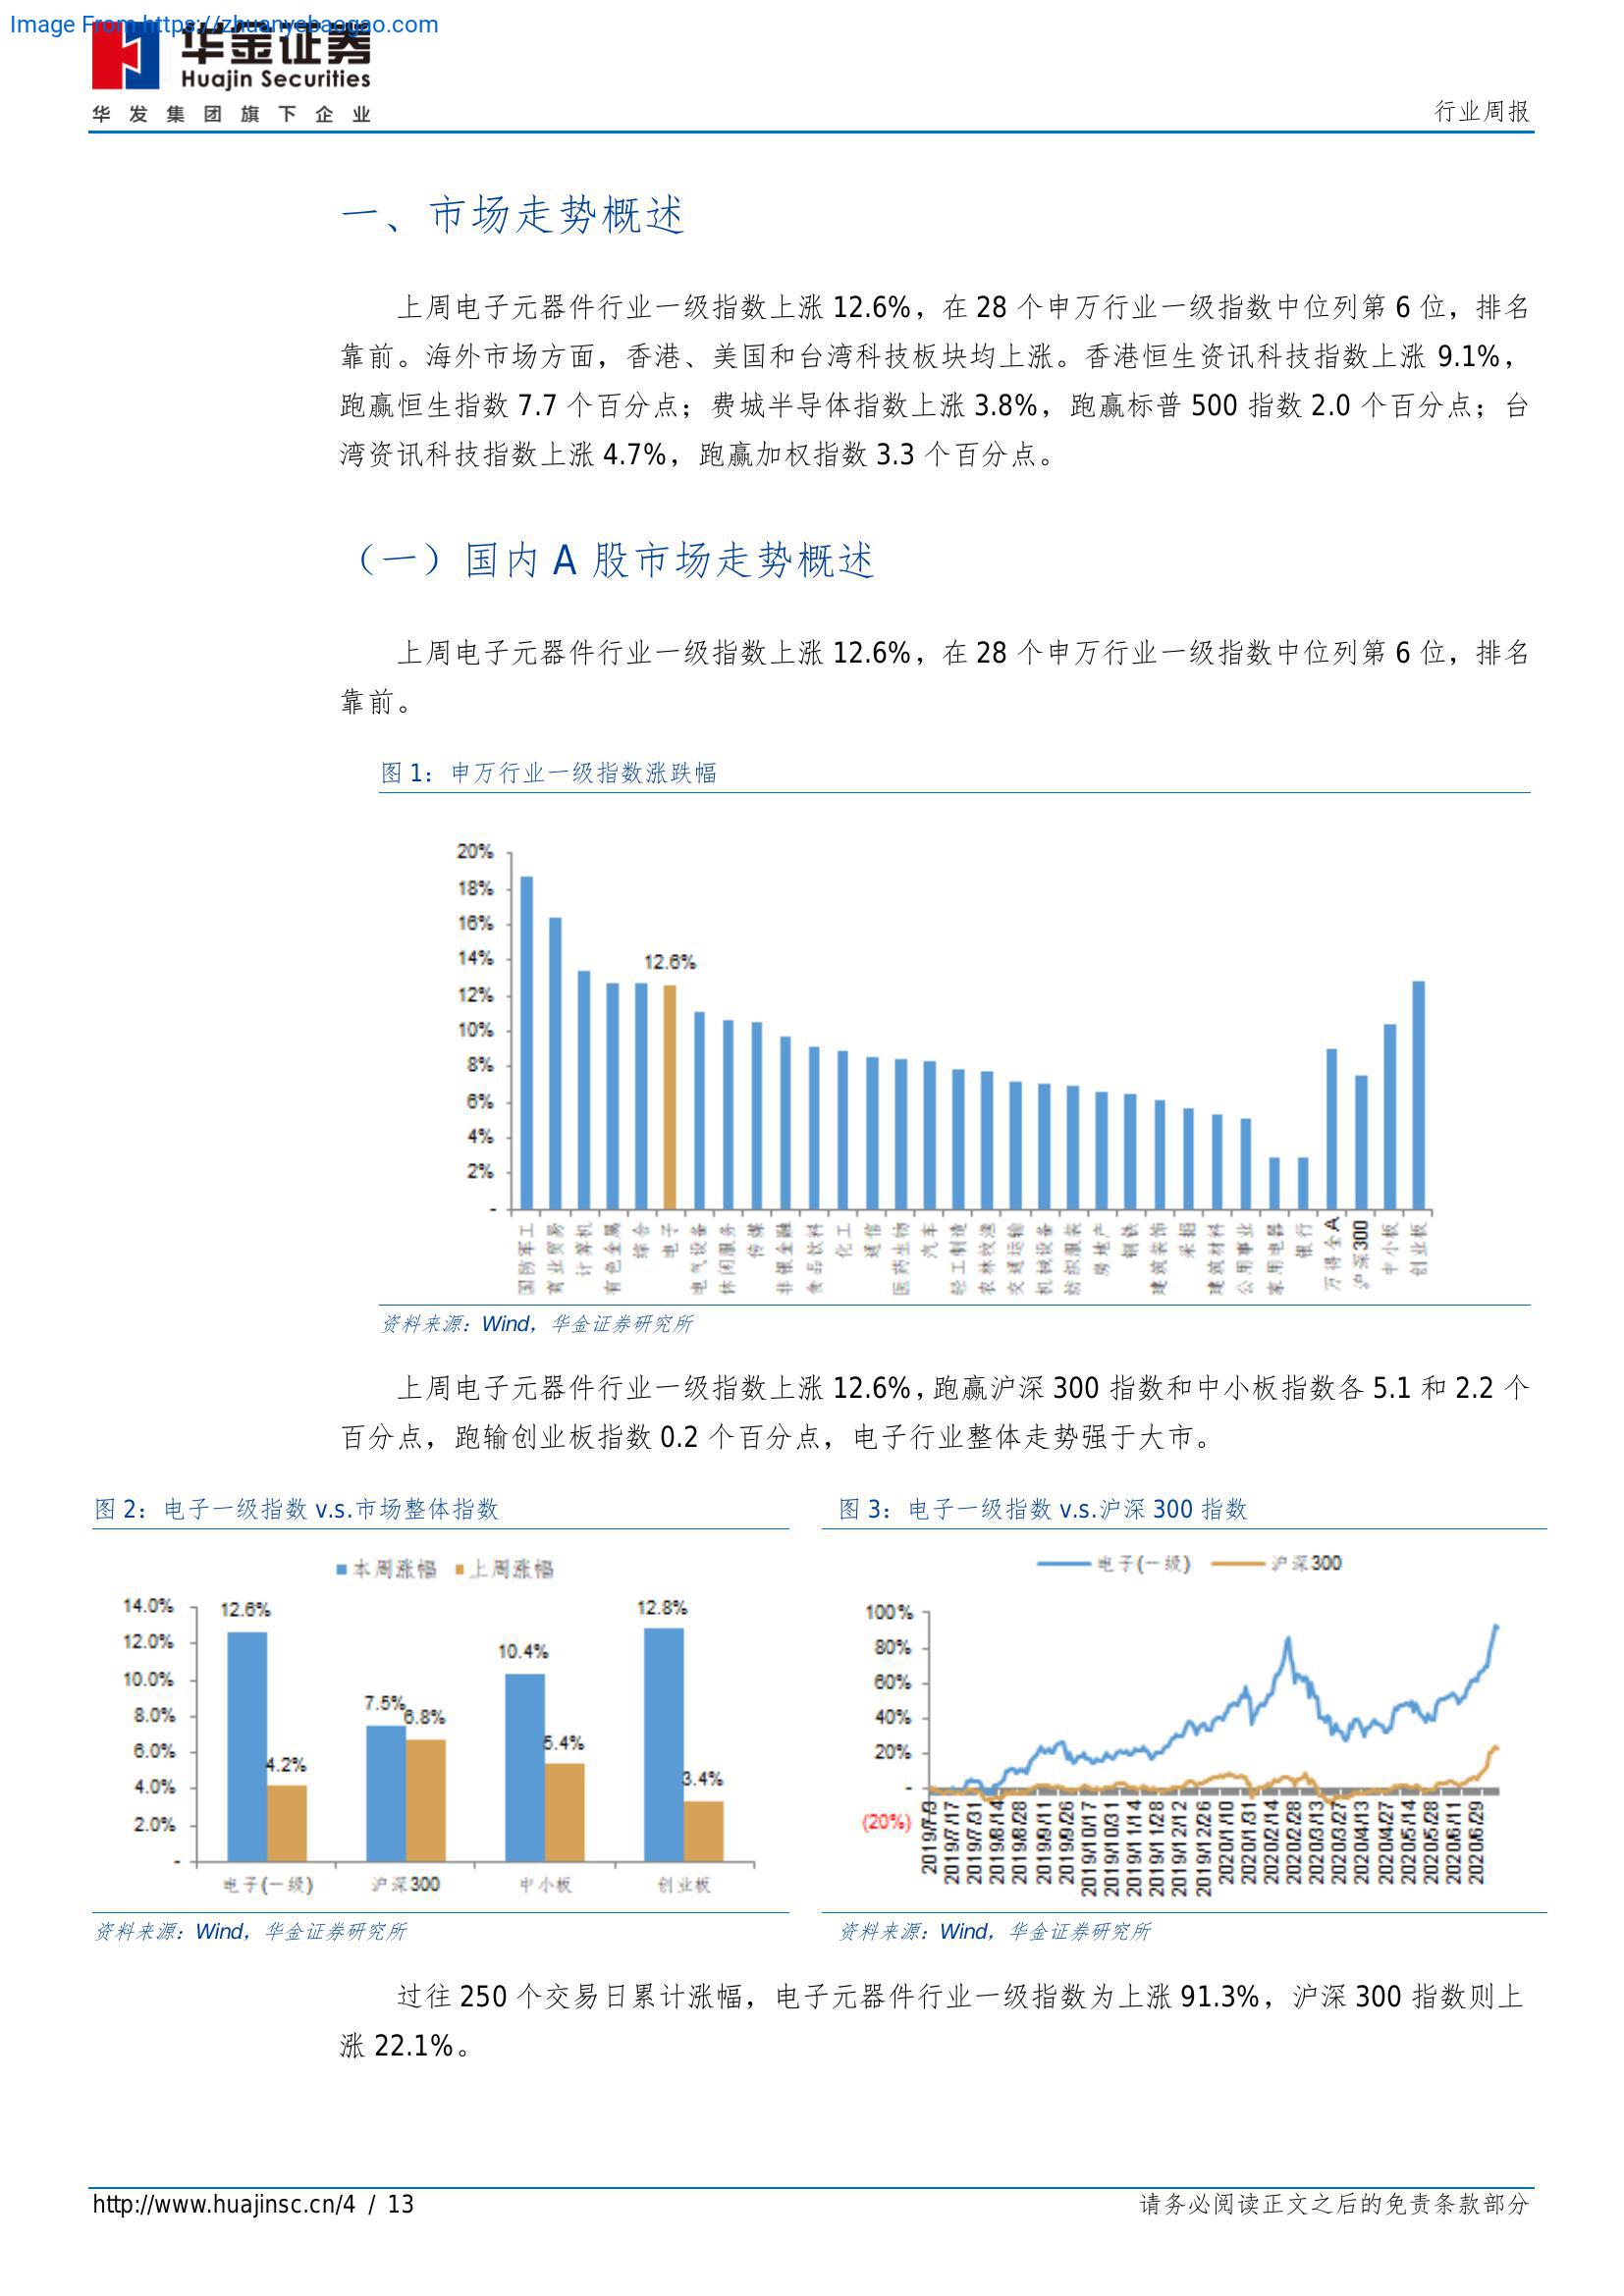 Image From https://zhuanyebaogao.com
华金证券
Huajin Securities
华发集团旗下企业
行业周报
一、市场走势概述
上周电子元器件行业一级指数上涨 12.6%，在 28 个申万行业一级指数中位列第 6 位，排名
靠前。海外市场方面，香港、美国和台湾科技板块均上涨。香港恒生资讯科技指数上涨 9.1%，
跑赢恒生指数 7.7 个百分点；费城半导体指数上涨 3.8%，跑赢标普 500 指数 2.0 个百分点；台
湾资讯科技指数上涨 4.7%，跑赢加权指数 3.3 个百分点。
（一）国内 A 股市场走势概述
上周电子元器件行业一级指数上涨 12.6%，在 28 个申万行业一级指数中位列第 6 位，排名
靠前。
图 1：申万行业一级指数涨跌幅
20%
18%
16%
14%
12%
10%
8%
6%
4%
2%
-
12.6%
国防军工
商业贸易
计算机
有色金属
综合
电子
电气设备
休闲服务
传媒
非银金融
食品饮料
化工
通信
医药生物
汽车
轻工制造
农林牧渔
交通运输
机械设备
纺织服装
房地产
钢铁
建筑装饰
采掘
建筑材料
公用事业
家用电器
银行
万得全A
沪深300
中小板
创业板
资料来源：Wind，华金证券研究所
上周电子元器件行业一级指数上涨 12.6%，跑赢沪深 300 指数和中小板指数各 5.1 和 2.2 个
百分点，跑输创业板指数 0.2 个百分点，电子行业整体走势强于大市。
图 2：电子一级指数 v.s.市场整体指数
本周涨幅 上周涨幅
14.0%
12.0%
10.0%
8.0%
6.0%
4.0%
2.0%
-
12.6%
4.2%
7.5%
6.8%
10.4%
5.4%
12.8%
3.4%
电子(一级) 沪深300 中小板 创业板
资料来源：Wind，华金证券研究所
图 3：电子一级指数 v.s.沪深 300 指数
电子(一级) 沪深300
100%
80%
60%
40%
20%
-
(20%)
2019/7/3
2019/7/17
2019/7/31
2019/8/14
2019/8/28
2019/9/11
2019/9/26
2019/10/17
2019/10/31
2019/11/14
2019/11/28
2019/12/12
2019/12/26
2020/1/10
2020/1/31
2020/2/14
2020/2/28
2020/3/13
2020/3/27
2020/4/13
2020/4/27
2020/5/14
2020/5/28
2020/6/11
2020/6/29
资料来源：Wind，华金证券研究所
过往 250 个交易日累计涨幅，电子元器件行业一级指数为上涨 91.3%，沪深 300 指数则上
涨 22.1%。
http://www.huajinsc.cn/4 / 13
请务必阅读正文之后的免责条款部分